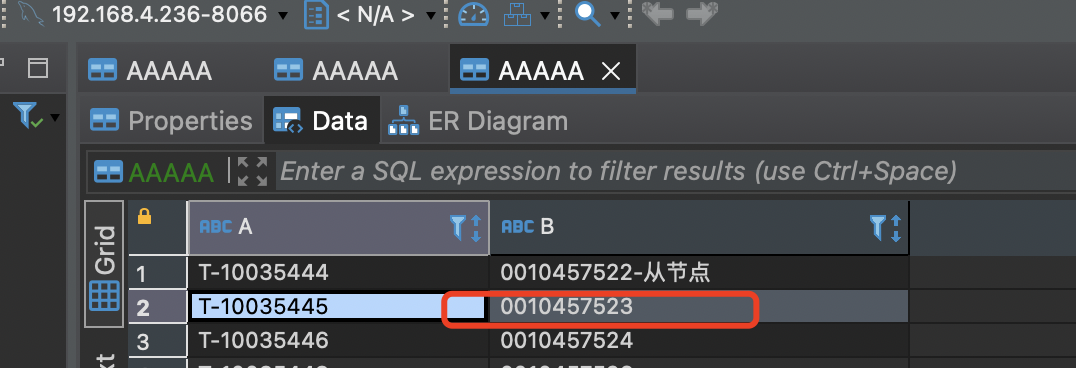 192.168.4.236-8066 < N/A >
AAAAA AAAAA AAAAA
Properties Data ER Diagram
AAAAA Enter a SQL expression to filter results (use Ctrl+Space)
Grid
ABC A ABC B
1 T-10035444 0010457522-从节点
2 T-10035445 0010457523
3 T-10035446 0010457524